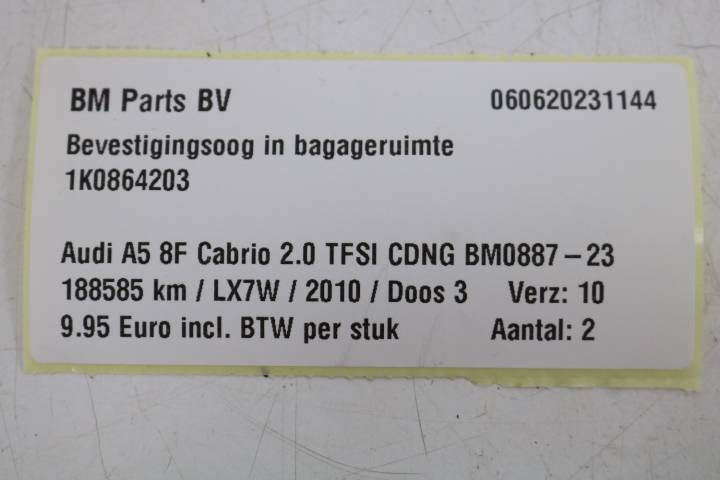 BM Parts BV 060620231144
Bevestigingsoog in bagageruimte
1K0864203
Audi A5 8F Cabrio 2.0 TFSI CDNG BM0887-23
188585 km / LX7W / 2010 / Doos 3 Verz: 10
9.95 Euro incl. BTW per stuk Aantal: 2